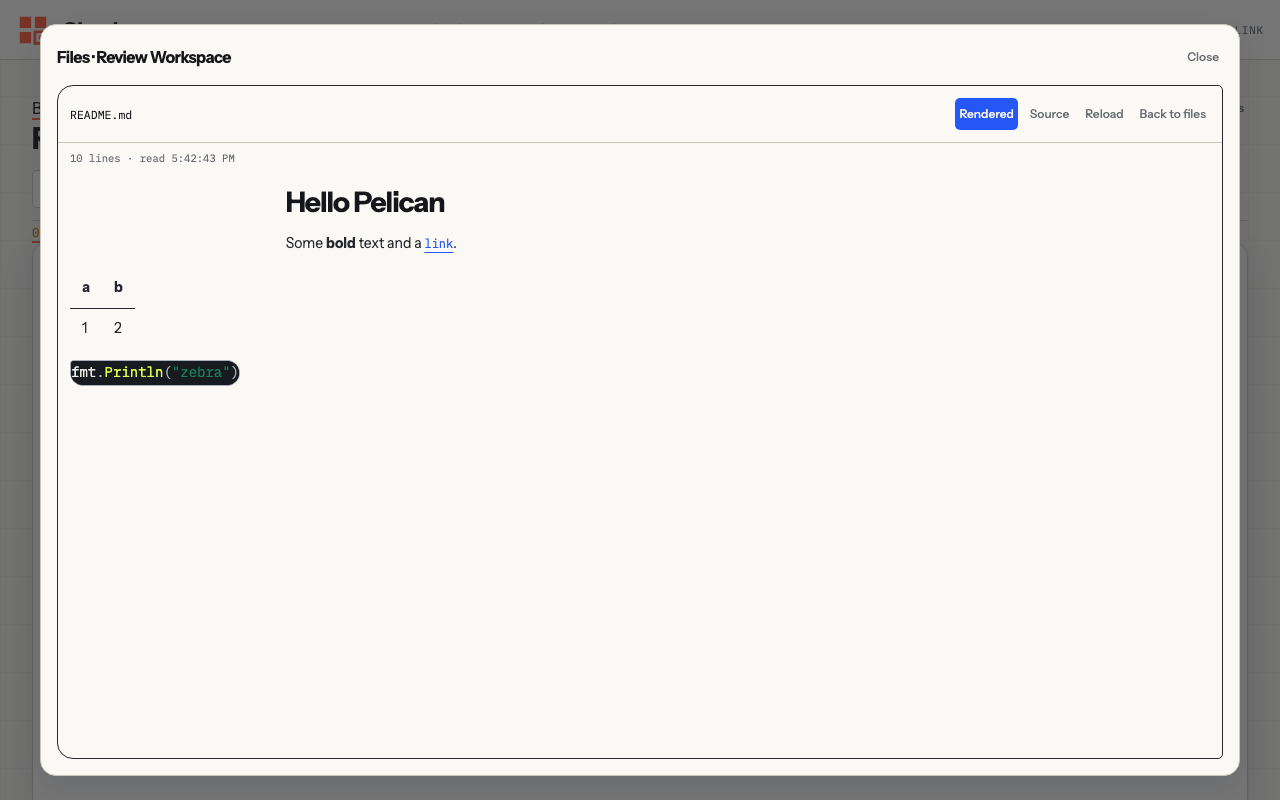 LINK
Files·Review Workspace
Close
README.md
Rendered
Source
Reload
Back to files
10 lines · read 5:42:43 PM
Hello Pelican
Some bold text and a link.
a b
1 2
fmt.Println("zebra")